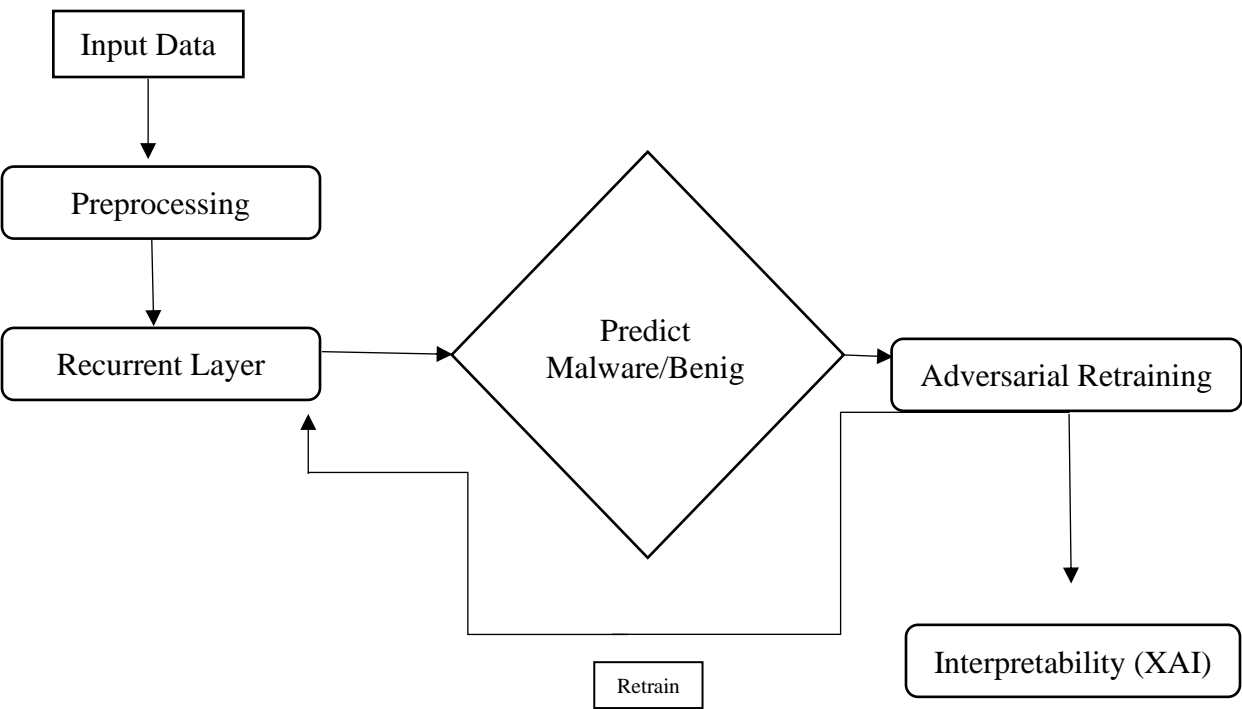 Input Data
Preprocessing
Recurrent Layer
Predict
Malware/Benig
Adversarial Retraining
Interpretability (XAI)
Retrain